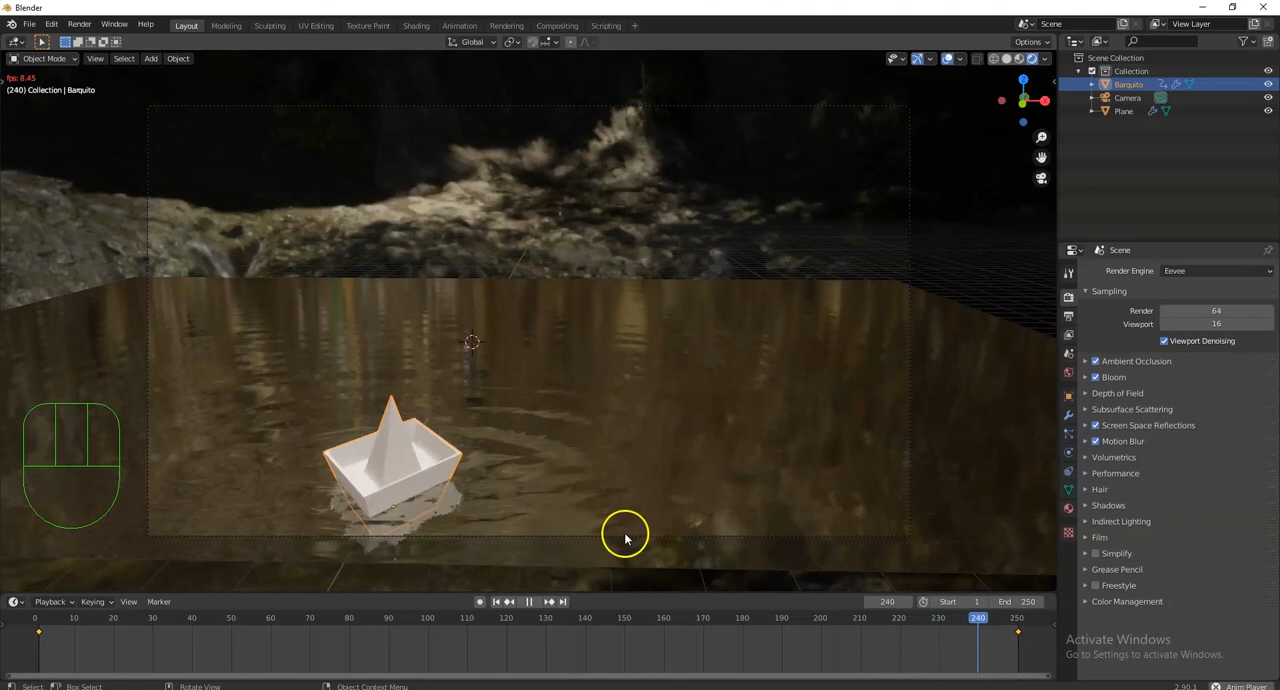 Blender
File Edit Render Window Help
Layout Modeling Sculpting UV Editing Texture Paint Shading Animation Rendering Compositing Scripting +
Scene View Layer
Global Options
Object Mode View Select Add Object
fps: 8.45
(240) Collection | Barquito
Z
X
Scene Collection
Collection
Barquito
Camera
Plane
Scene
Render Engine Eevee
Sampling
Render 64
Viewport 16
Viewport Denoising
Ambient Occlusion
Bloom
Depth of Field
Subsurface Scattering
Screen Space Reflections
Motion Blur
Volumetrics
Performance
Hair
Shadows
Indirect Lighting
Film
Simplify
Grease Pencil
Freestyle
Color Management
Playback Keying View Marker 240 Start 1 End 250
0 10 20 30 40 50 60 70 80 90 100 110 120 130 140 150 160 170 180 190 200 210 220 230 240 250
Activate Windows
Go to Settings to activate Windows.
Select Box Select Rotate View Object Context Menu 2.90.1 Anim Player